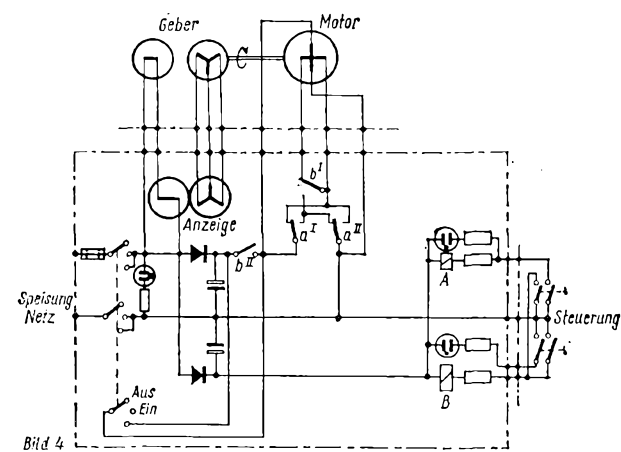 Geber
Motor
b I
Anzeige
a I
a II
b II
A
Speisung
Netz
Steuerung
B
Aus
Ein
Bild 4